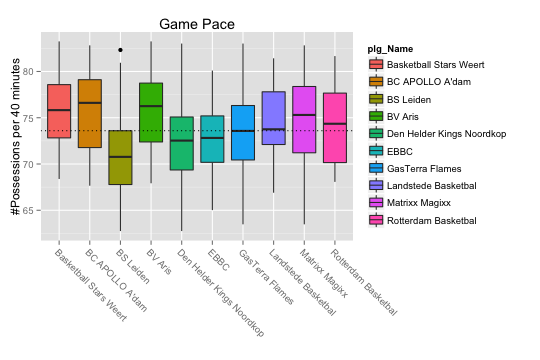 Game Pace
#Possessions per 40 minutes
80
75
70
65
Basketball Stars Weert
BC APOLLO A'dam
BS Leiden
BV Aris
Den Helder Kings Noordkop
EBBC
GasTerra Flames
Landstede Basketbal
Matrixx Magixx
Rotterdam Basketbal
plg_Name
Basketball Stars Weert
BC APOLLO A'dam
BS Leiden
BV Aris
Den Helder Kings Noordkop
EBBC
GasTerra Flames
Landstede Basketbal
Matrixx Magixx
Rotterdam Basketbal